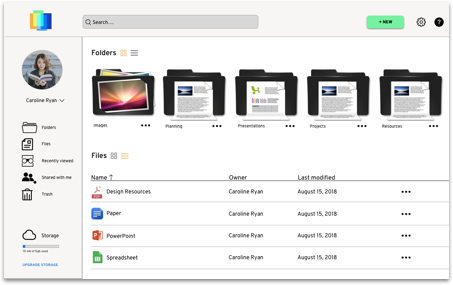 Search...
+ NEW
?
Caroline Ryan
Folders
Files
Recently viewed
Shared with me
Trash
Storage
UPGRADE STORAGE
Folders
Images
Planning
Presentations
Projects
Resources
Files
Name Owner Last modified
PDF Design Resources Caroline Ryan August 15, 2018
Paper Caroline Ryan August 15, 2018
P PowerPoint Caroline Ryan August 15, 2018
Spreadsheet Caroline Ryan August 15, 2018